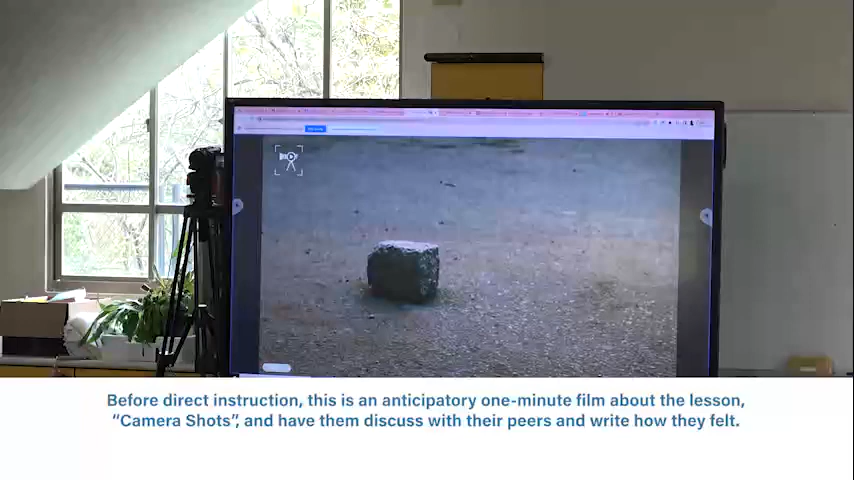 Before direct instruction, this is an anticipatory one-minute film about the lesson,
“Camera Shots”, and have them discuss with their peers and write how they felt.